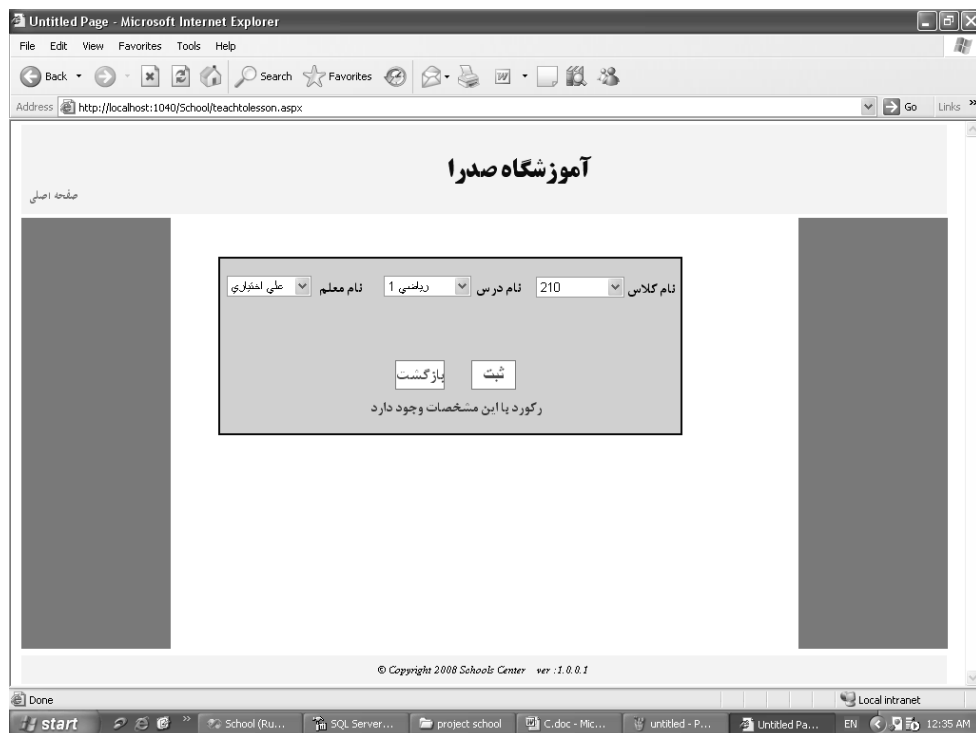 Untitled Page - Microsoft Internet Explorer
File Edit View Favorites Tools Help
Back Search Favorites
Address http://localhost:1040/School/teachtolesson.aspx Go Links »
آموزشگاه صدرا
صفحه اصلی
نام کلاس 210 نام درس ریاضي 1 نام معلم علي اختياري
ثبت بازگشت
رکورد با این مشخصات وجود دارد
© Copyright 2008 Schools Center ver :1.0.0.1
Done Local intranet
start » School (Ru... SQL Server... project school C.doc - Mic... untitled - P... Untitled Pa... EN 12:35 AM